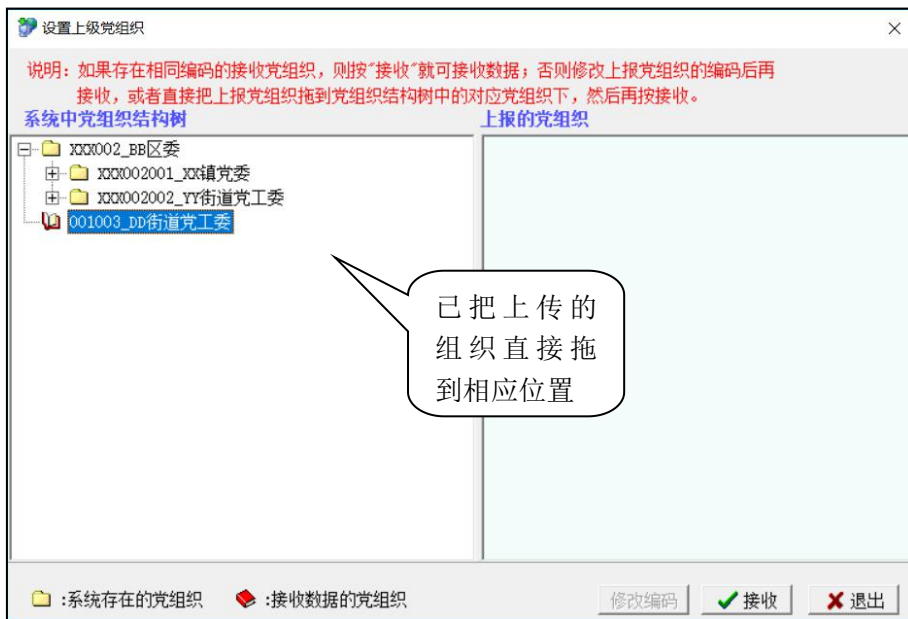 设置上级党组织
说明：如果存在相同编码的接收党组织，则按"接收"就可接收数据；否则修改上报党组织的编码后再
接收，或者直接把上报党组织拖到党组织结构树中的对应党组织下，然后再按接收。
系统中党组织结构树
上报的党组织
XXX002_BB区委
XXX002001_XX镇党委
XXX002002_YY街道党工委
001003_DD街道党工委
已把上传的
组织直接拖
到相应位置
:系统存在的党组织
:接收数据的党组织
修改编码
接收
退出